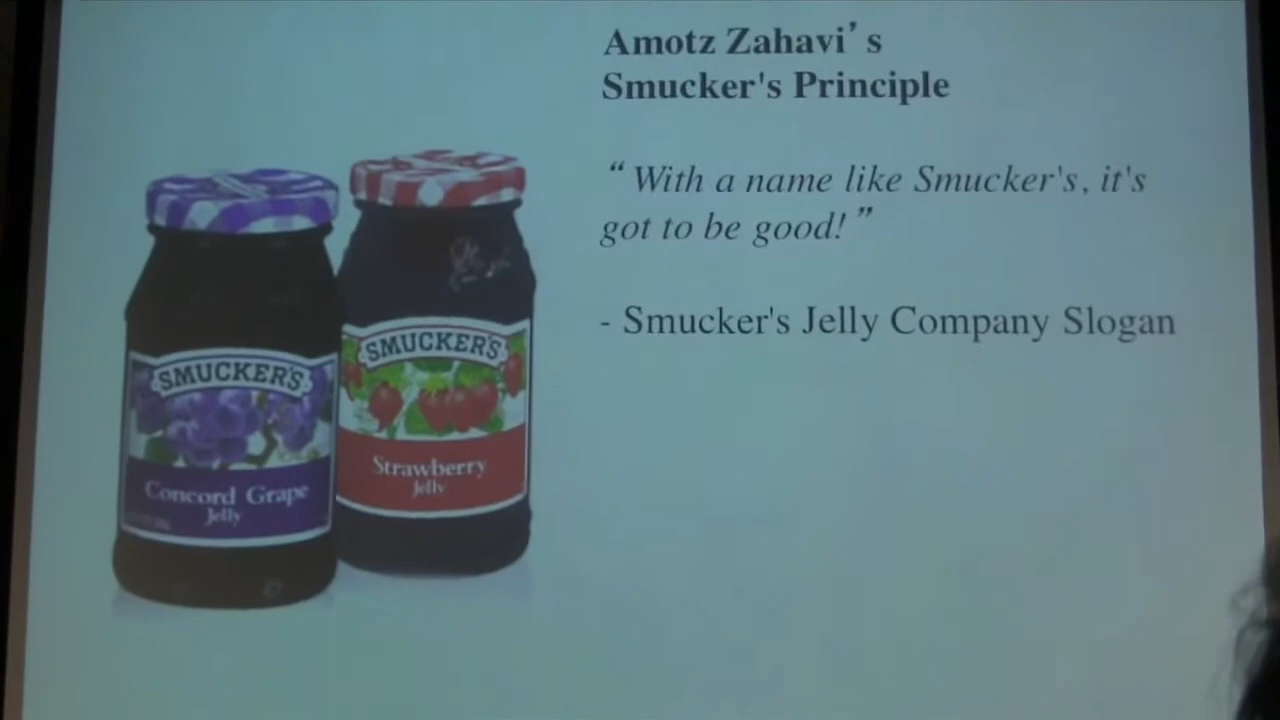 Amotz Zahavi’s
Smucker's Principle
“With a name like Smucker's, it's
got to be good!”
- Smucker's Jelly Company Slogan
SMUCKER'S
Concord Grape
Jelly
SMUCKER'S
Strawberry
Jelly